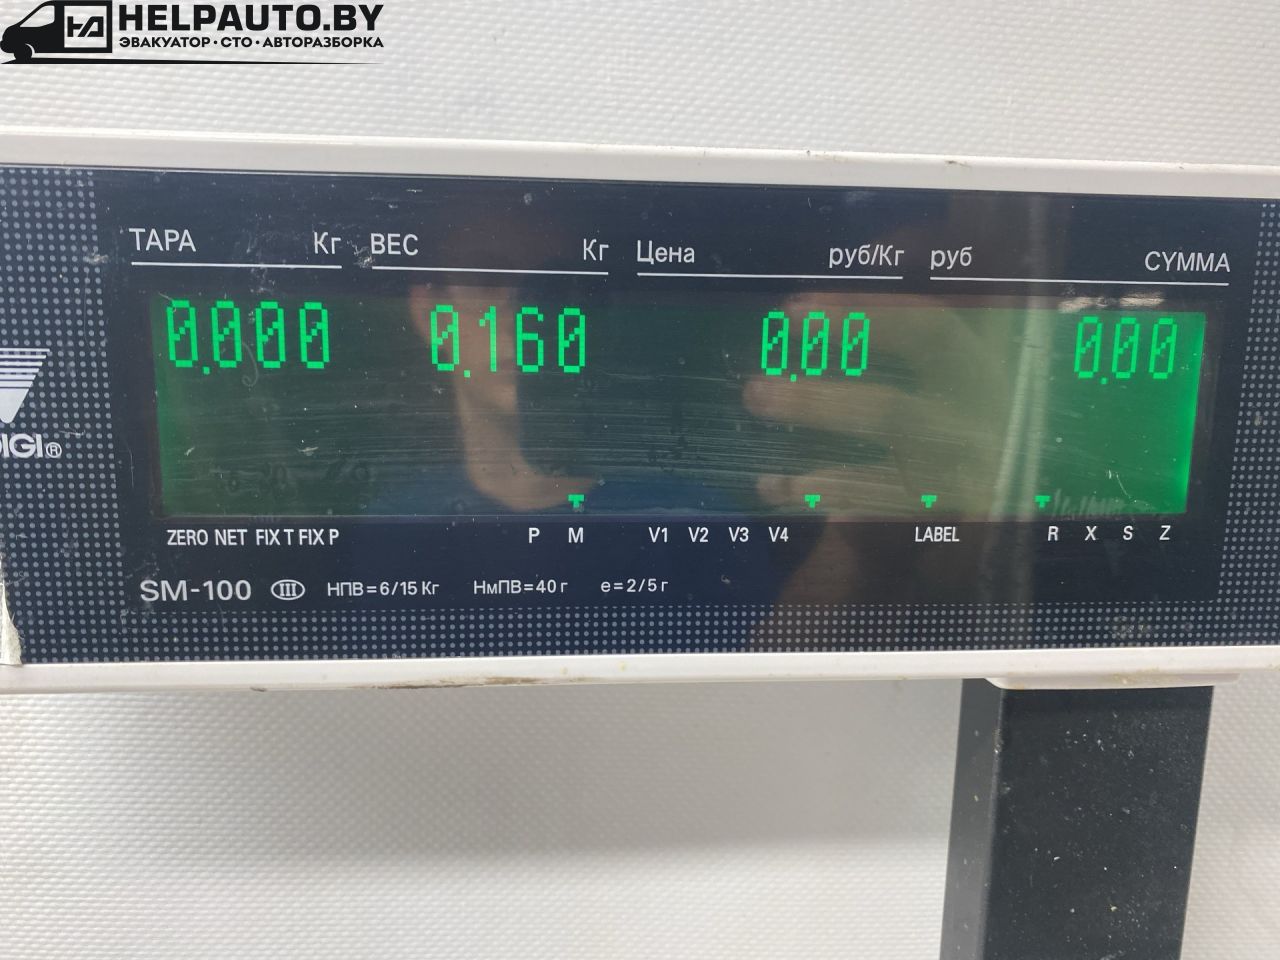 HELPAUTO.BY
ЭВАКУАТОР·СТО·АВТОРАЗБОРКА
ТАРА Кг ВЕС Кг Цена руб/Кг руб СУММА
0.000 0.160 0.00 0.00
DIGI®
ZERO NET FIX T FIX P P M V1 V2 V3 V4 LABEL R X S Z
SM-100 III НПВ=6/15 Кг НмПВ=40 г e=2/5 г